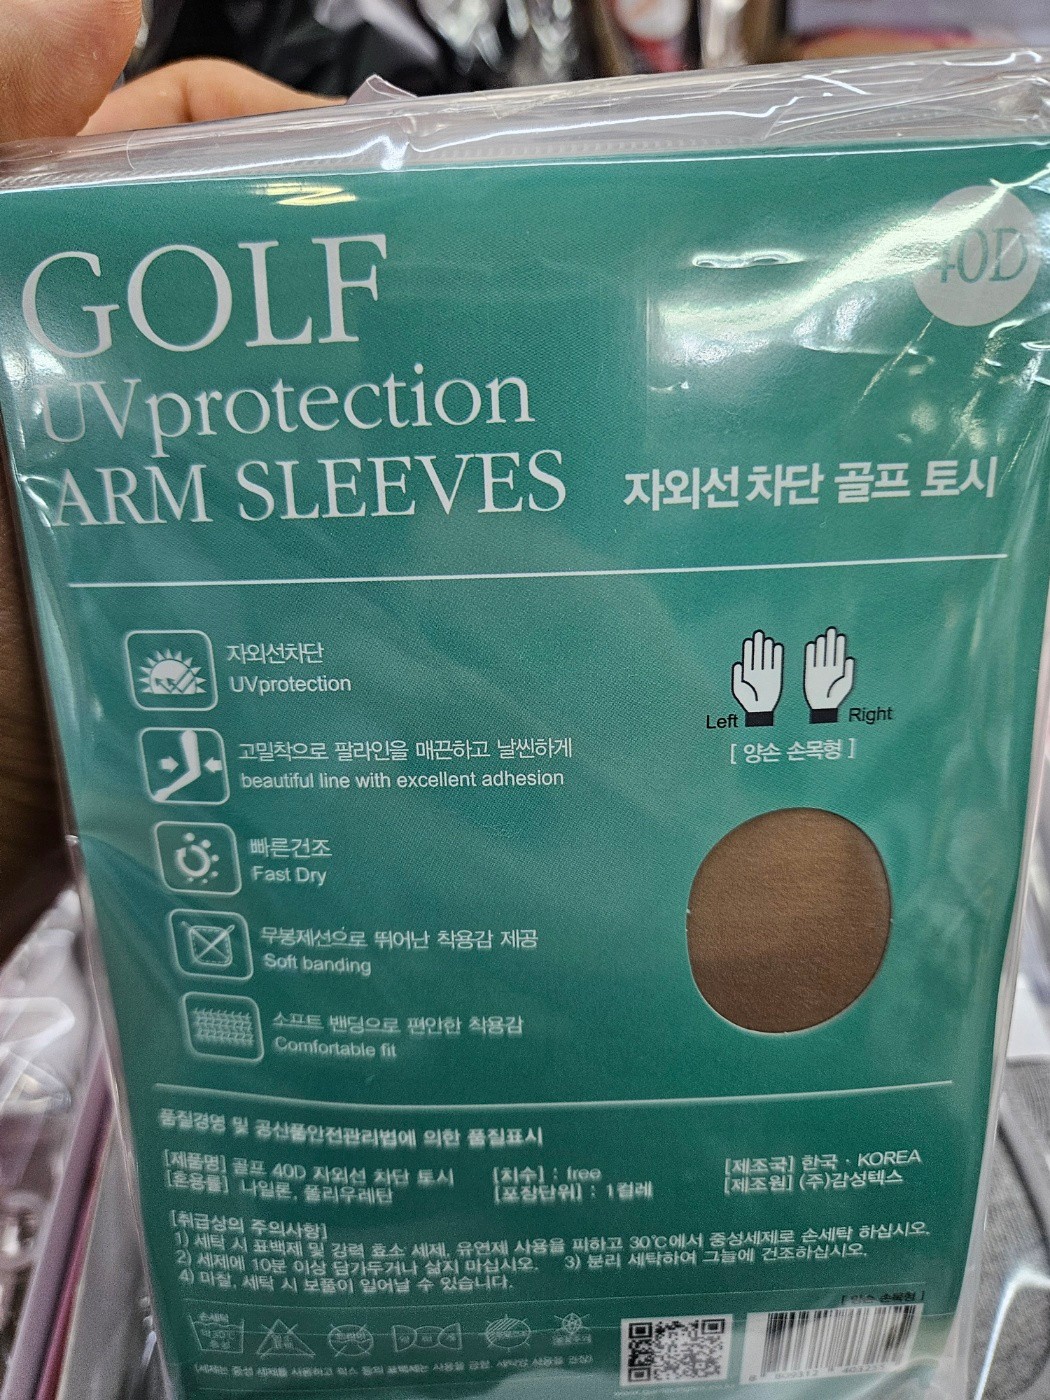 GOLF
40D
UVprotection
ARM SLEEVES
자외선 차단 골프 토시
자외선차단
UVprotection
고밀착으로 팔라인을 매끈하고 날씬하게
beautiful line with excellent adhesion
빠른건조
Fast Dry
무봉제선으로 뛰어난 착용감 제공
Soft banding
소프트 밴딩으로 편안한 착용감
Comfortable fit
Left
Right
[ 양손 손목형 ]
품질경영 및 공산품안전관리법에 의한 품질표시
[제품명] 골프 40D 자외선 차단 토시
[치수] : free
[제조국] 한국 · KOREA
[혼용률] 나일론, 폴리우레탄
[포장단위] : 1켤레
[제조원] (주)감성텍스
[취급상의 주의사항]
1) 세탁 시 표백제 및 강력 효소 세제, 유연제 사용을 피하고 30℃에서 중성세제로 손세탁 하십시오.
2) 세제에 10분 이상 담가두거나 삶지 마십시오. 3) 분리 세탁하여 그늘에 건조하십시오.
4) 마찰, 세탁 시 보풀이 일어날 수 있습니다.
[ 양손 손목형 ]
손세탁